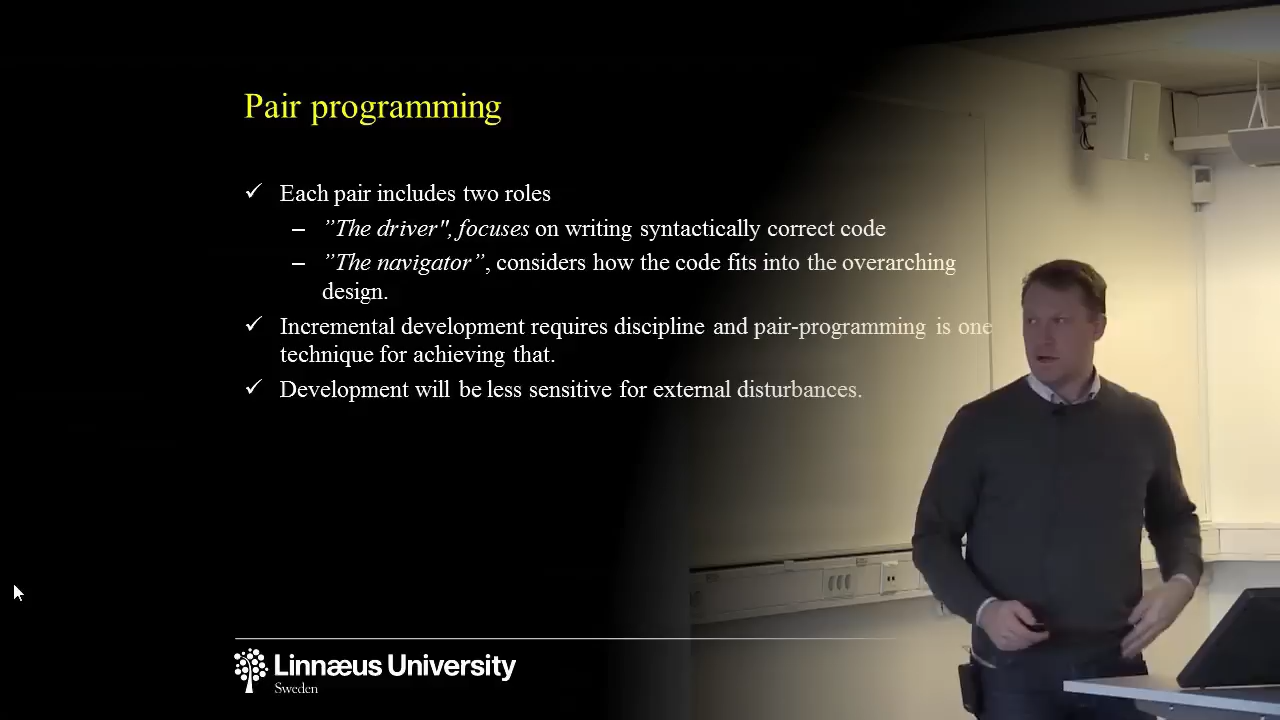 Pair programming
✓ Each pair includes two roles
– ”The driver", focuses on writing syntactically correct code
– ”The navigator”, considers how the code fits into the overarching
design.
✓ Incremental development requires discipline and pair-programming is one
technique for achieving that.
✓ Development will be less sensitive for external disturbances.
Linnæus University
Sweden